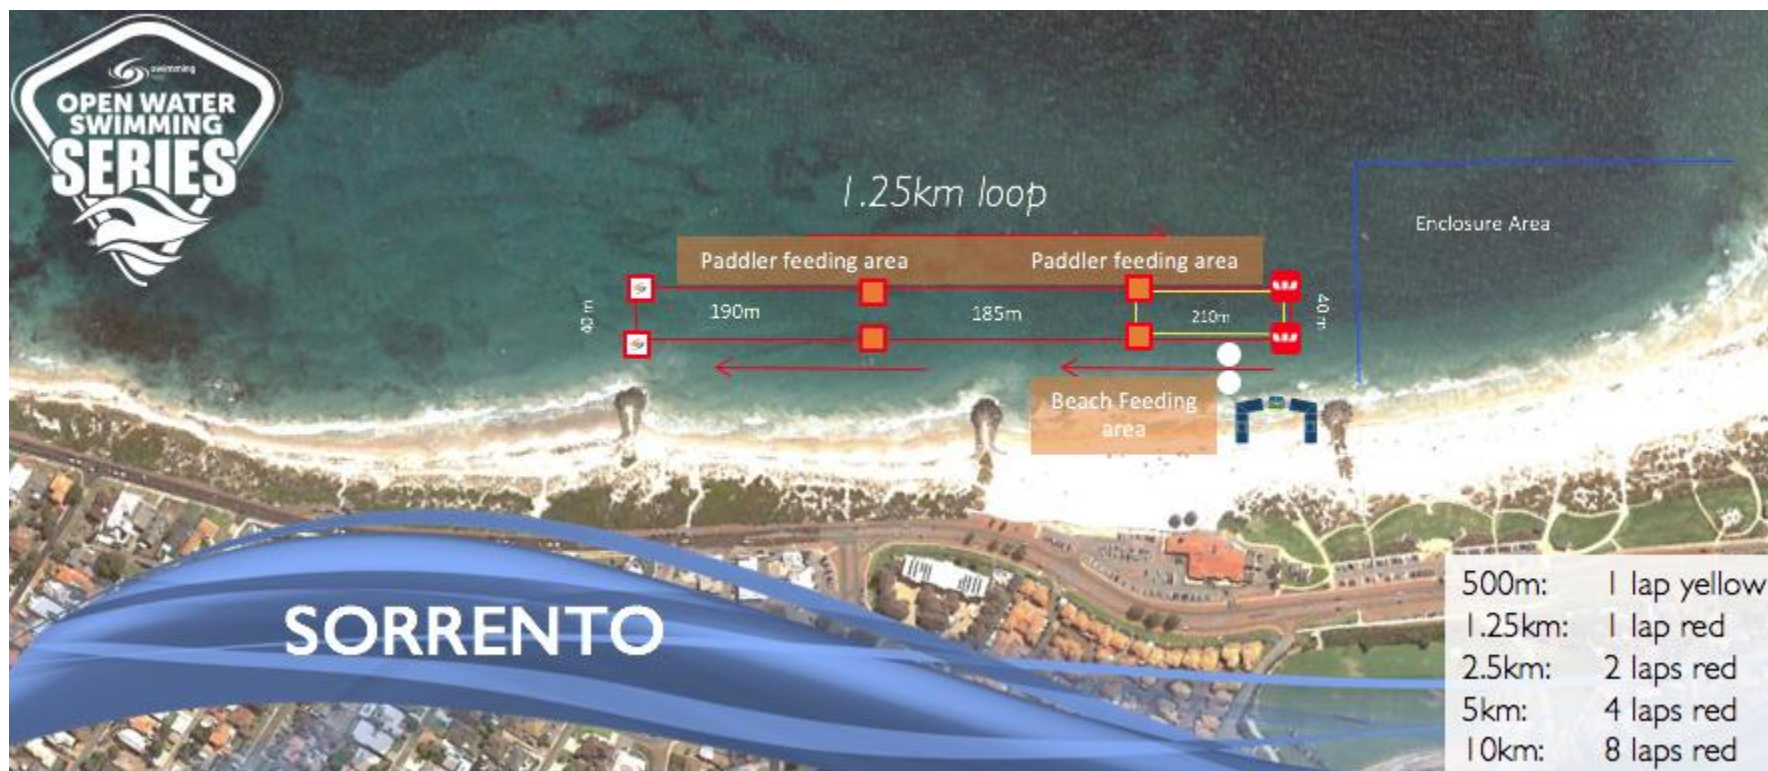 swimming
OPEN WATER
SWIMMING
SERIES
1.25km loop
Enclosure Area
Paddler feeding area
Paddler feeding area
40 m
190m
185m
210m
40m
Beach Feeding
area
SORRENTO
500m: 1 lap yellow
1.25km: 1 lap red
2.5km: 2 laps red
5km: 4 laps red
10km: 8 laps red